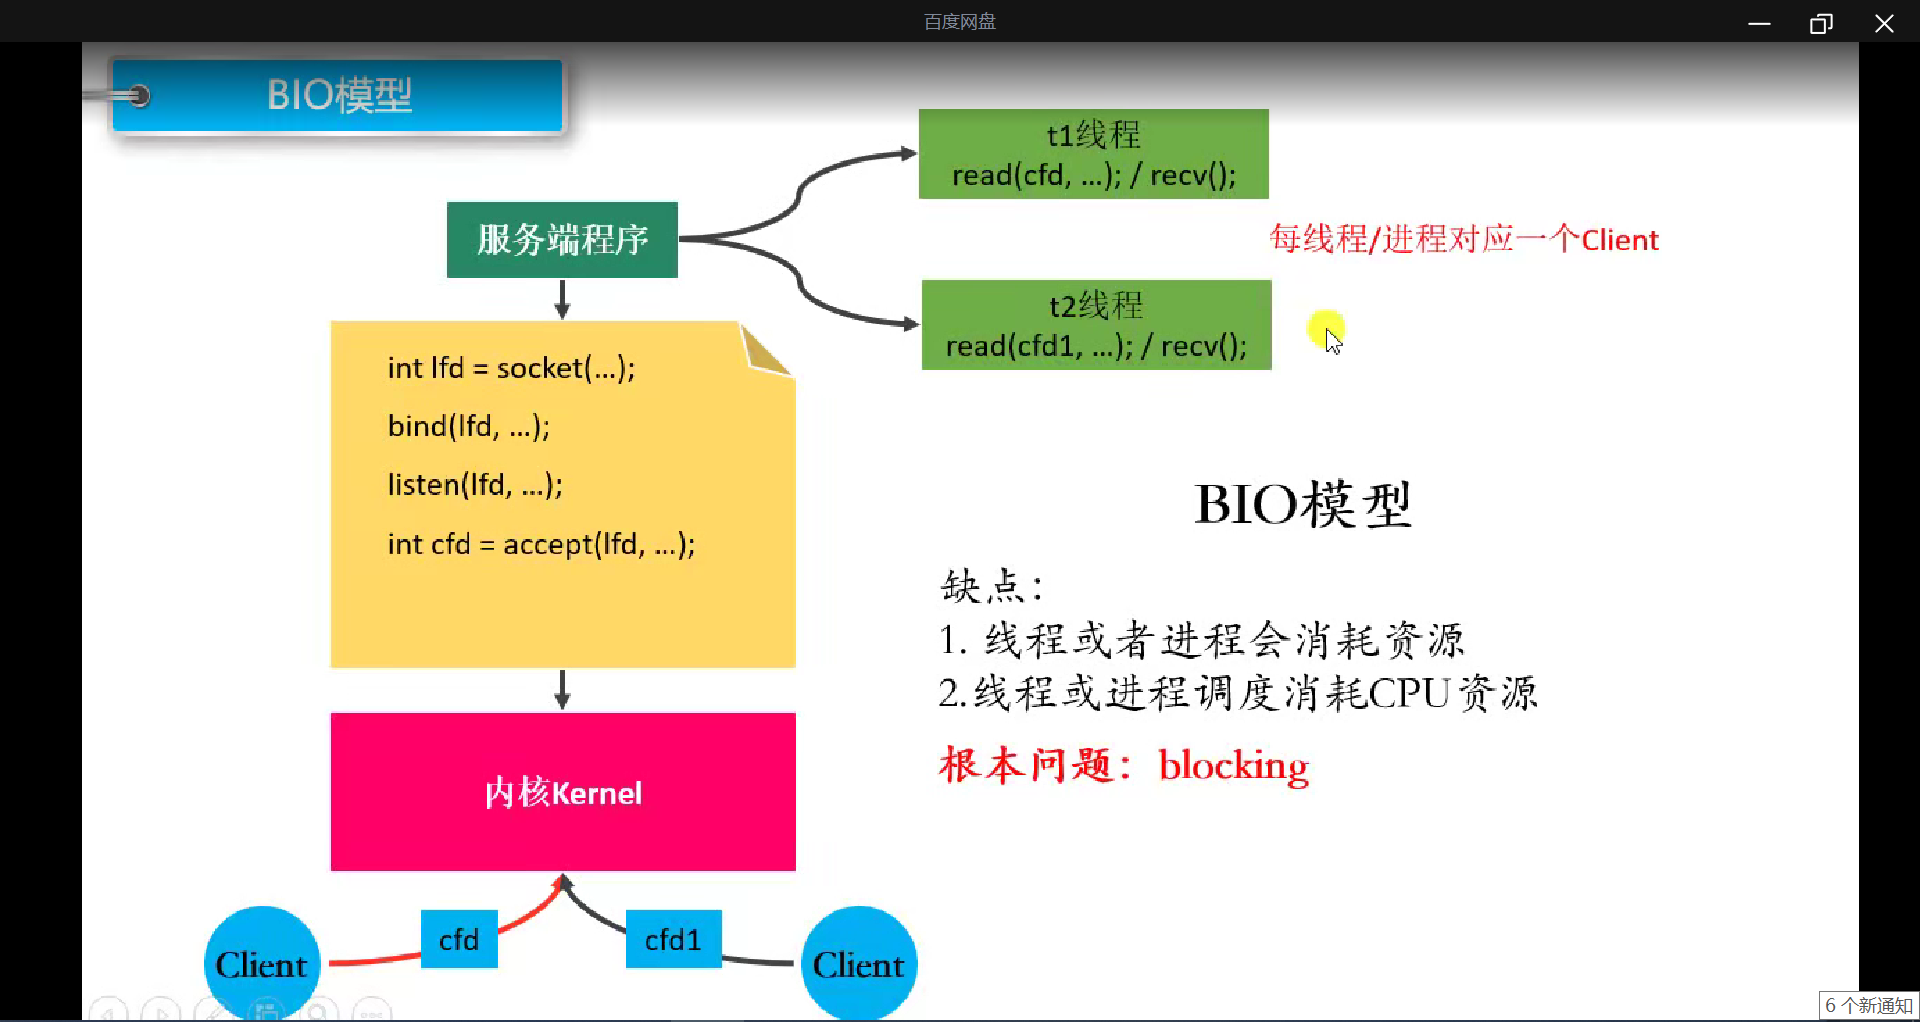 百度网盘
BIO模型
t1线程
read(cfd, ...); / recv();
服务端程序
每线程/进程对应一个Client
t2线程
read(cfd1, ...); / recv();
int lfd = socket(...);
bind(lfd, ...);
listen(lfd, ...);
int cfd = accept(lfd, ...);
BIO模型
缺点：
1. 线程或者进程会消耗资源
2.线程或进程调度消耗CPU资源
根本问题：blocking
内核Kernel
cfd
cfd1
Client
Client
6 个新通知